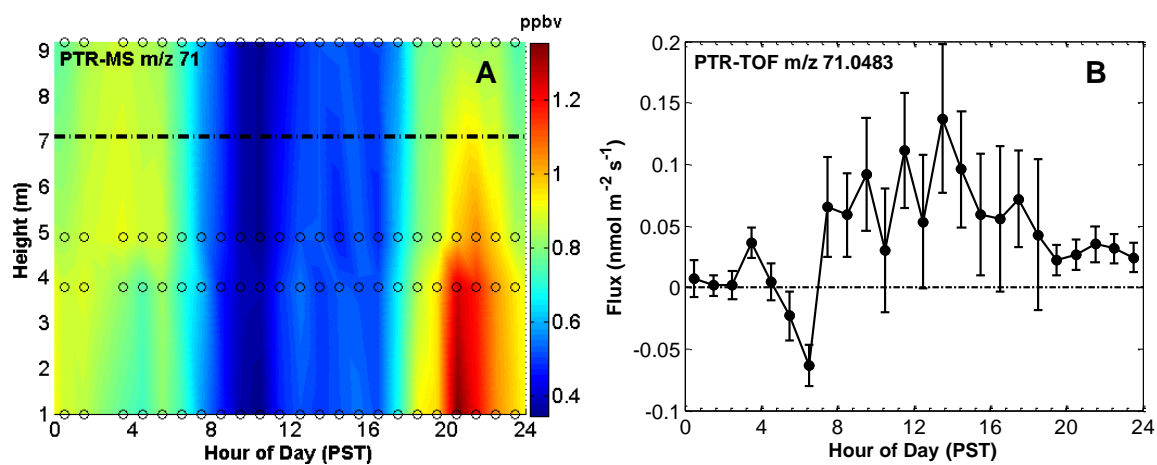 ppbv
PTR-MS m/z 71
A
9
8
7
6
5
4
3
2
1
Height (m)
0 4 8 12 16 20 24
Hour of Day (PST)
1.2
1
0.8
0.6
0.4
PTR-TOF m/z 71.0483
B
0.2
0.15
0.1
0.05
0
-0.05
-0.1
Flux (nmol m⁻² s⁻¹)
0 4 8 12 16 20 24
Hour of Day (PST)